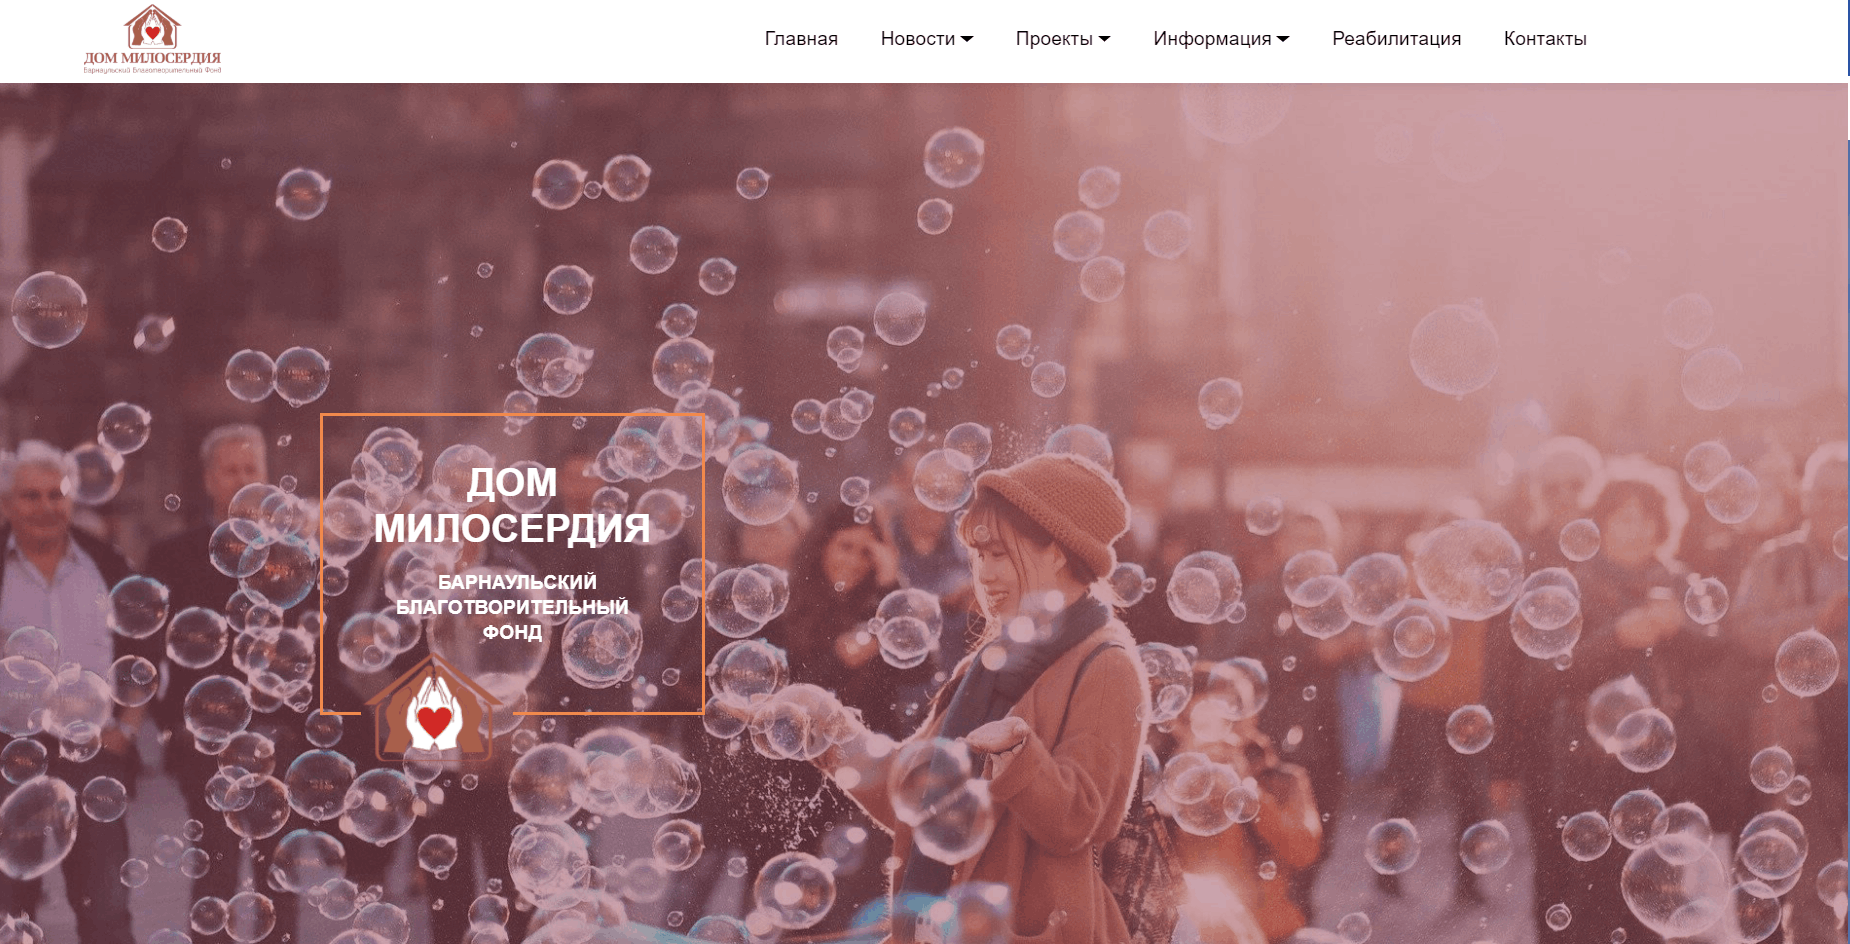 ДОМ МИЛОСЕРДИЯ
Барнаульский Благотворительный Фонд
Главная Новости Проекты Информация Реабилитация Контакты
ДОМ
МИЛОСЕРДИЯ
БАРНАУЛЬСКИЙ
БЛАГОТВОРИТЕЛЬНЫЙ
ФОНД